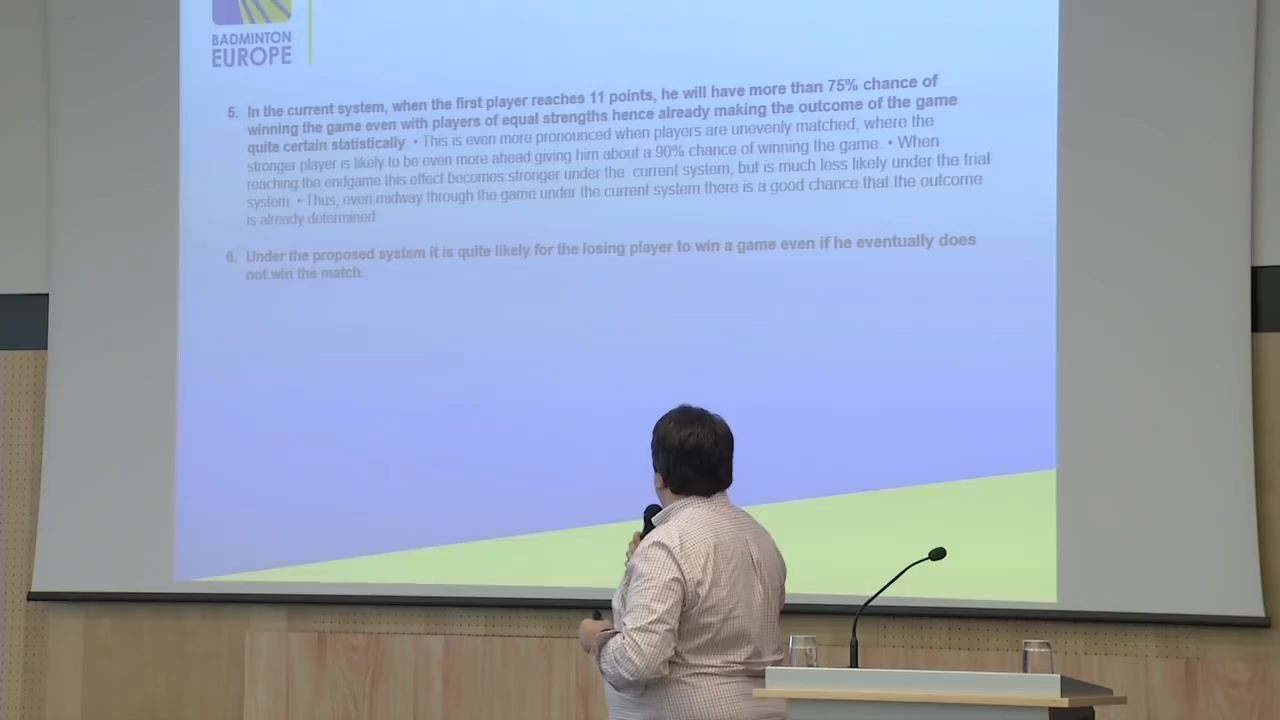 BADMINTON
EUROPE
5. In the current system, when the first player reaches 11 points, he will have more than 75% chance of
winning the game even with players of equal strengths hence already making the outcome of the game
quite certain statistically • This is even more pronounced when players are unevenly matched, where the
stronger player is likely to be even more ahead giving him about a 90% chance of winning the game. • When
reaching the endgame this effect becomes stronger under the current system, but is much less likely under the trial
system • Thus, even midway through the game under the current system there is a good chance that the outcome
is already determined
6. Under the proposed system it is quite likely for the losing player to win a game even if he eventually does
not win the match.